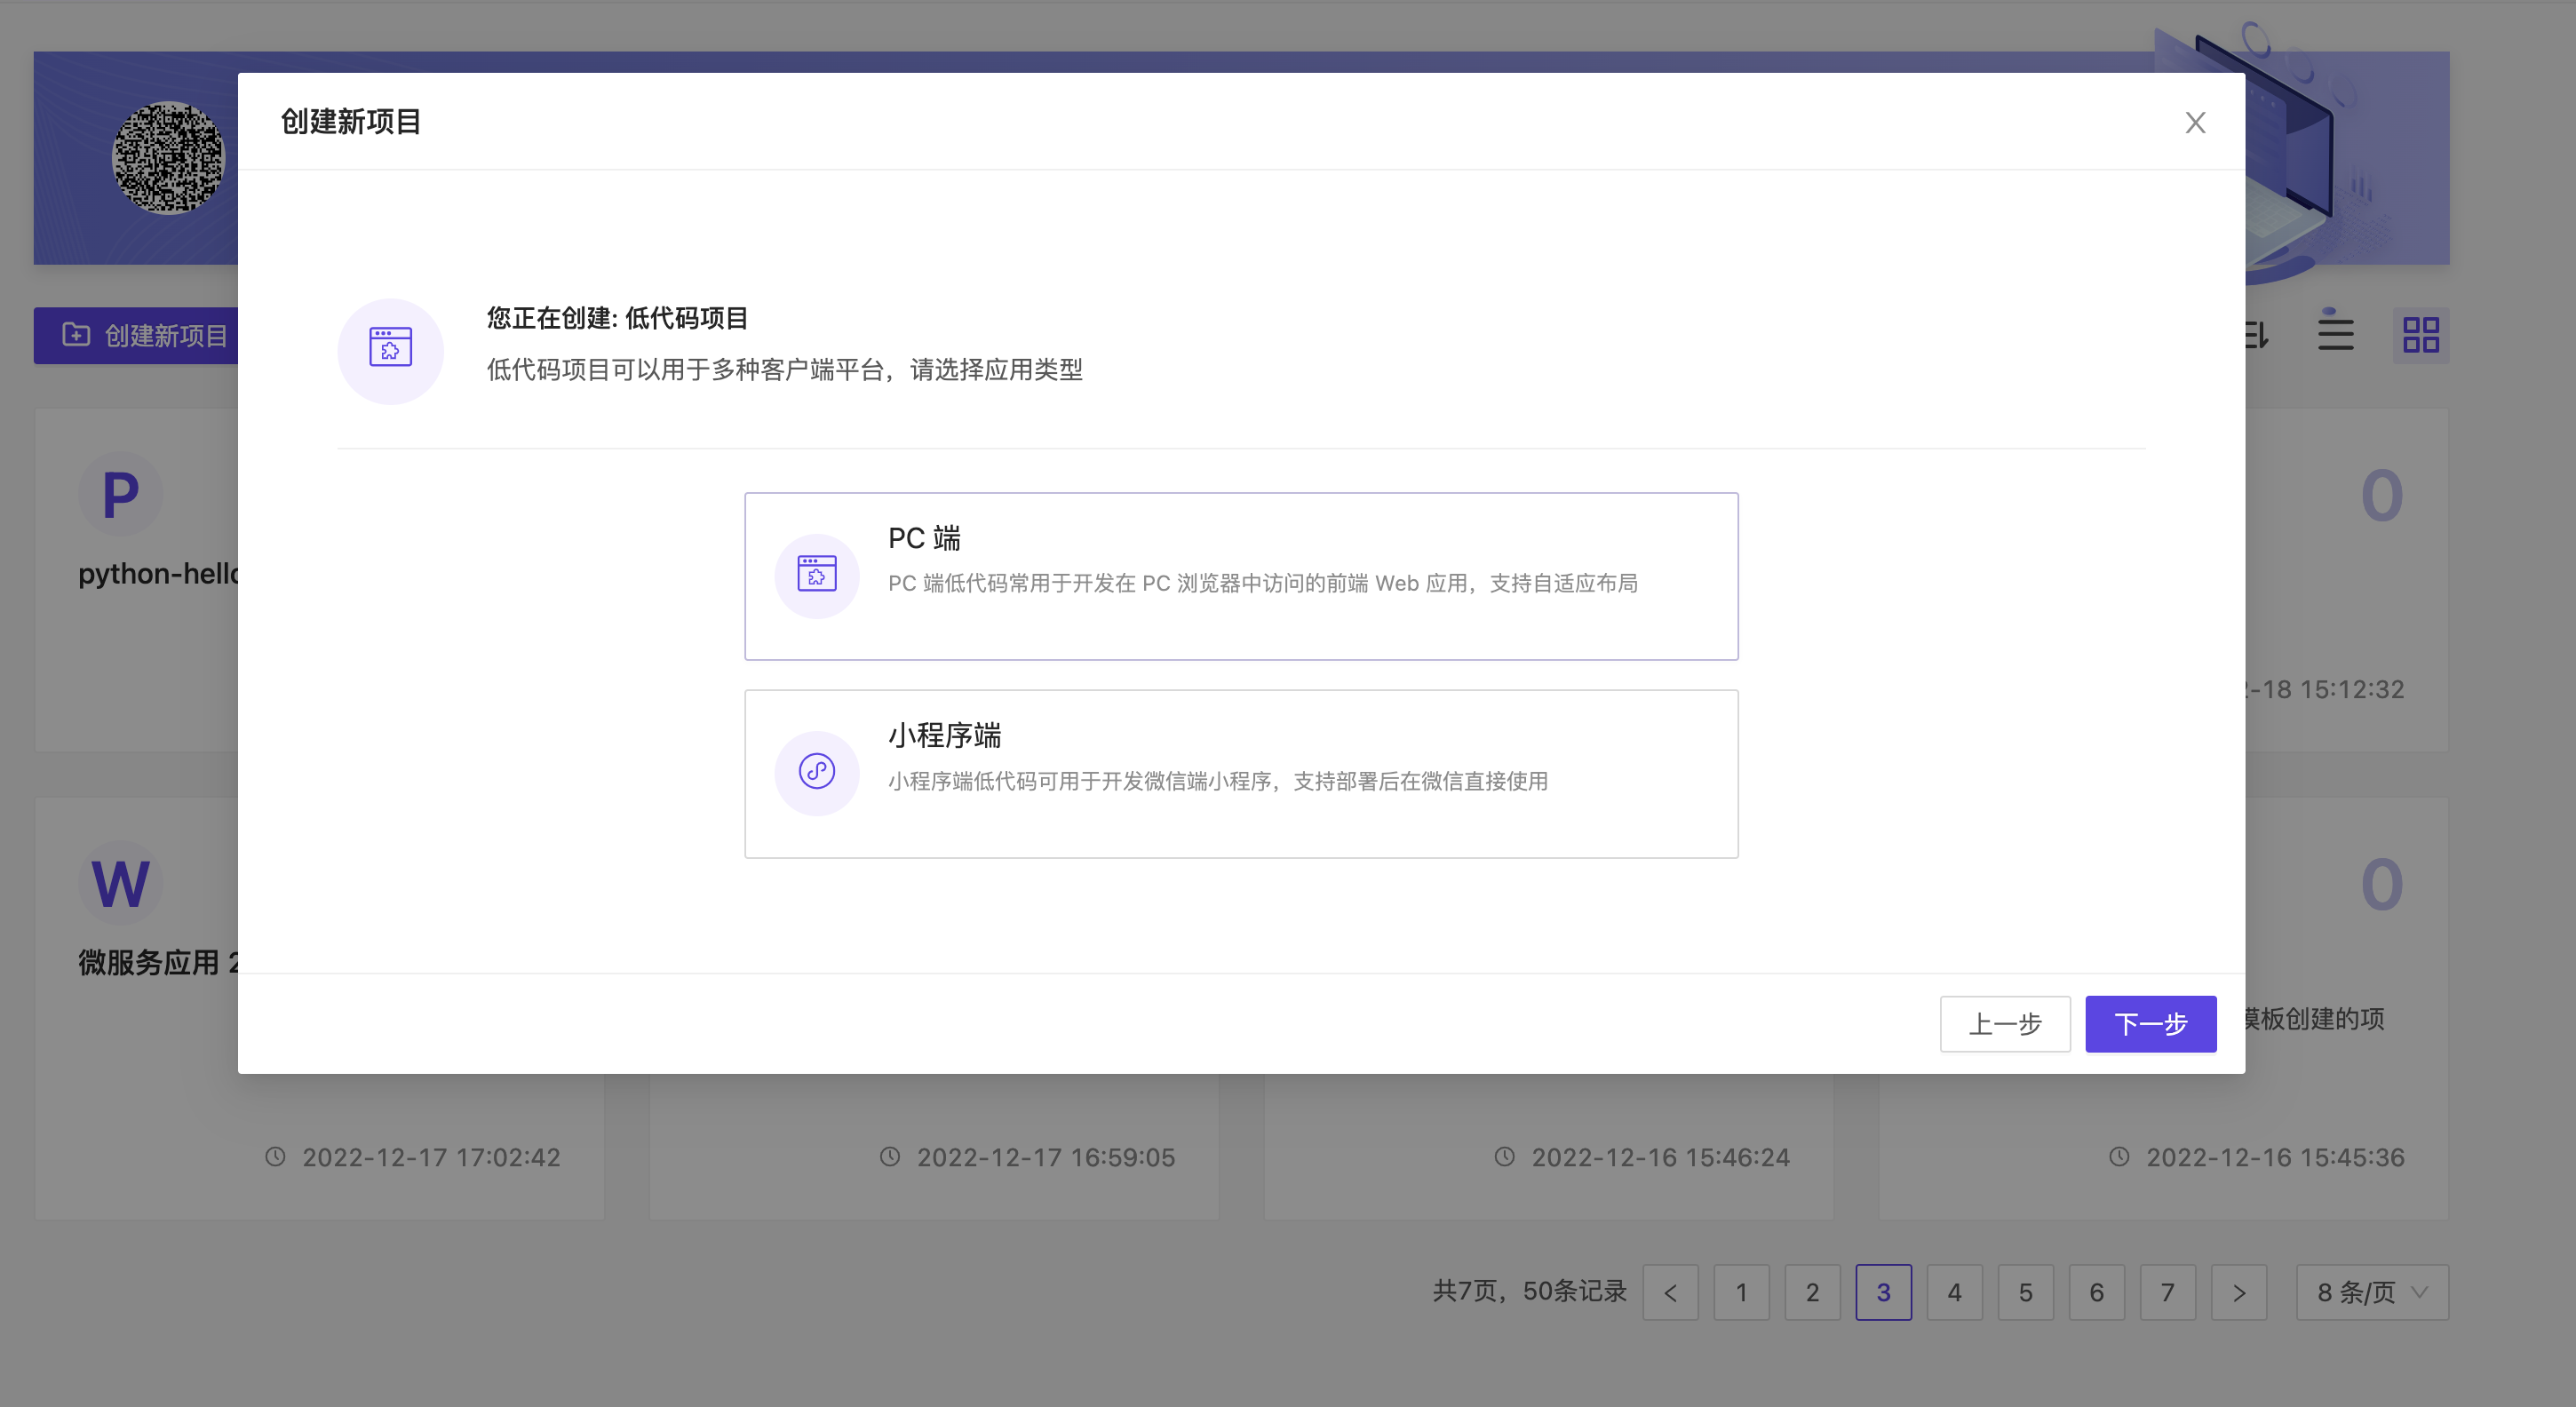 创建新项目
您正在创建: 低代码项目
低代码项目可以用于多种客户端平台，请选择应用类型
PC 端
PC 端低代码常用于开发在 PC 浏览器中访问的前端 Web 应用，支持自适应布局
小程序端
小程序端低代码可用于开发微信端小程序，支持部署后在微信直接使用
上一步
下一步
创建新项目
P
0
python-hello
-18 15:12:32
W
0
微服务应用 2
模板创建的项
2022-12-17 17:02:42
2022-12-17 16:59:05
2022-12-16 15:46:24
2022-12-16 15:45:36
共7页，50条记录 < 1 2 3 4 5 6 7 > 8 条/页